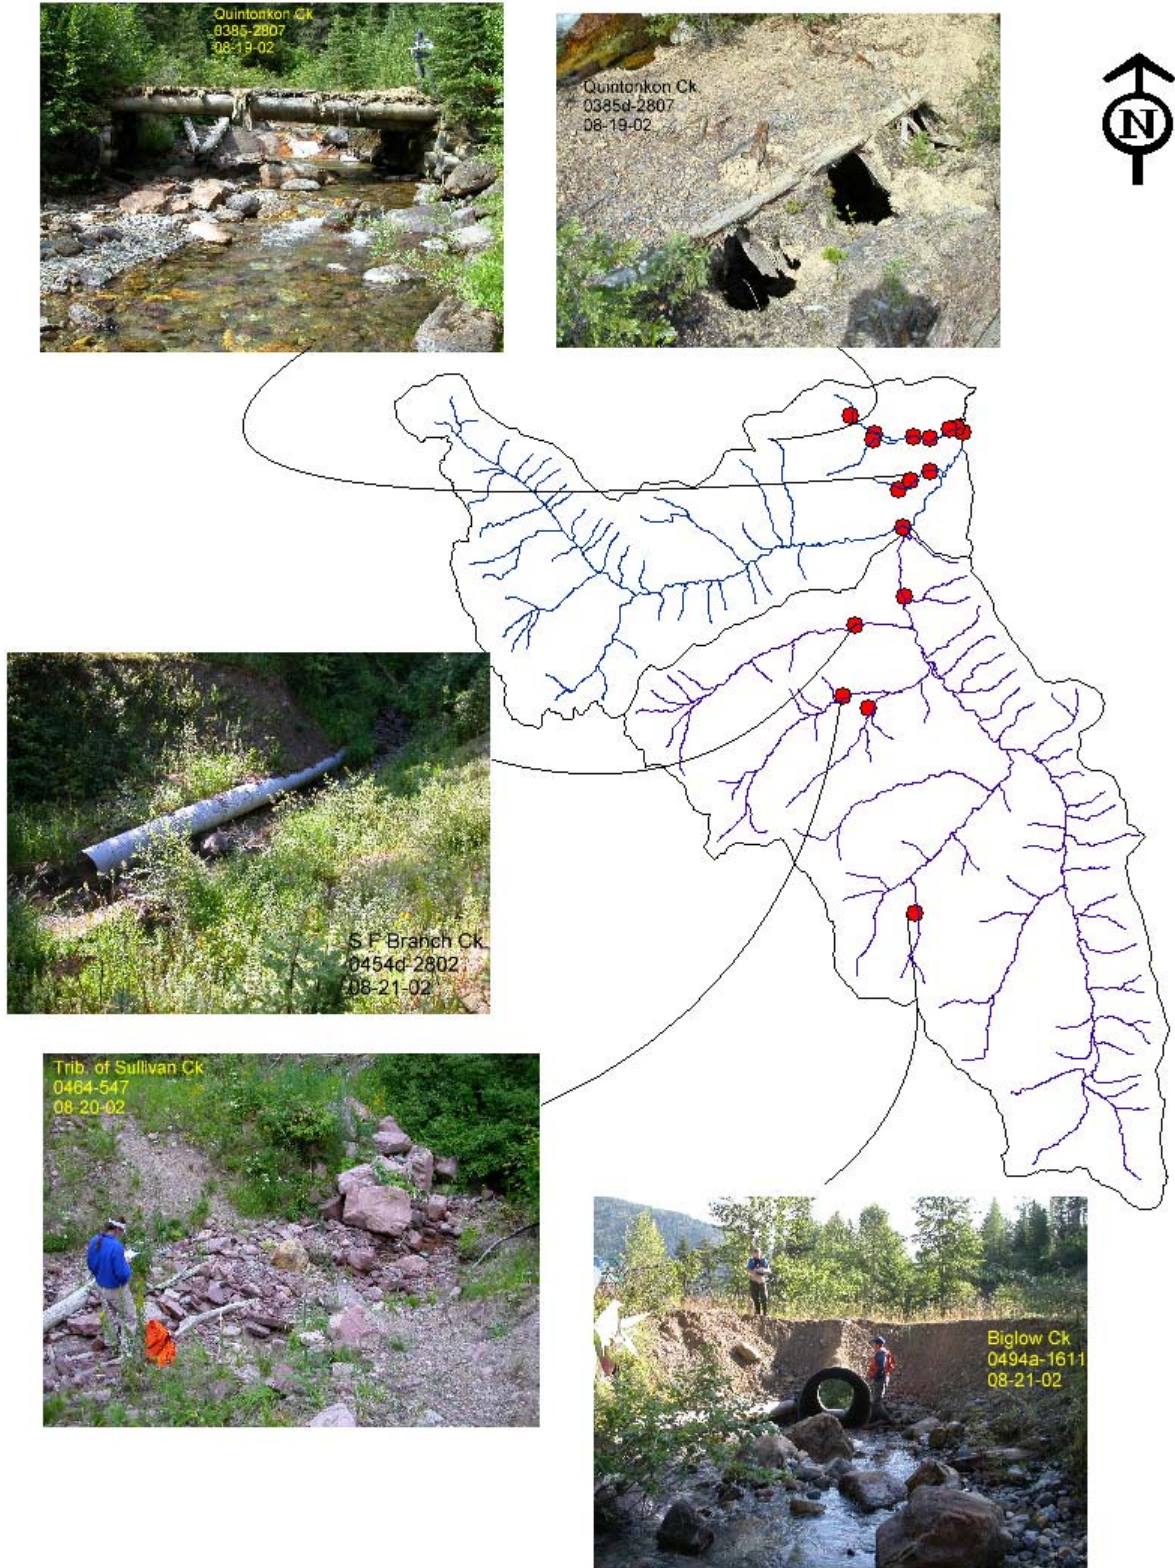 Quintonkon Ck
0385-2807
08-19-02
Quintonkon Ck
0385d-2807
08-19-02
N
S F Branch Ck
0454d-2802
08-21-02
Trib. of Sullivan Ck
0464-547
08-20-02
Biglow Ck
0494a-1611
08-21-02